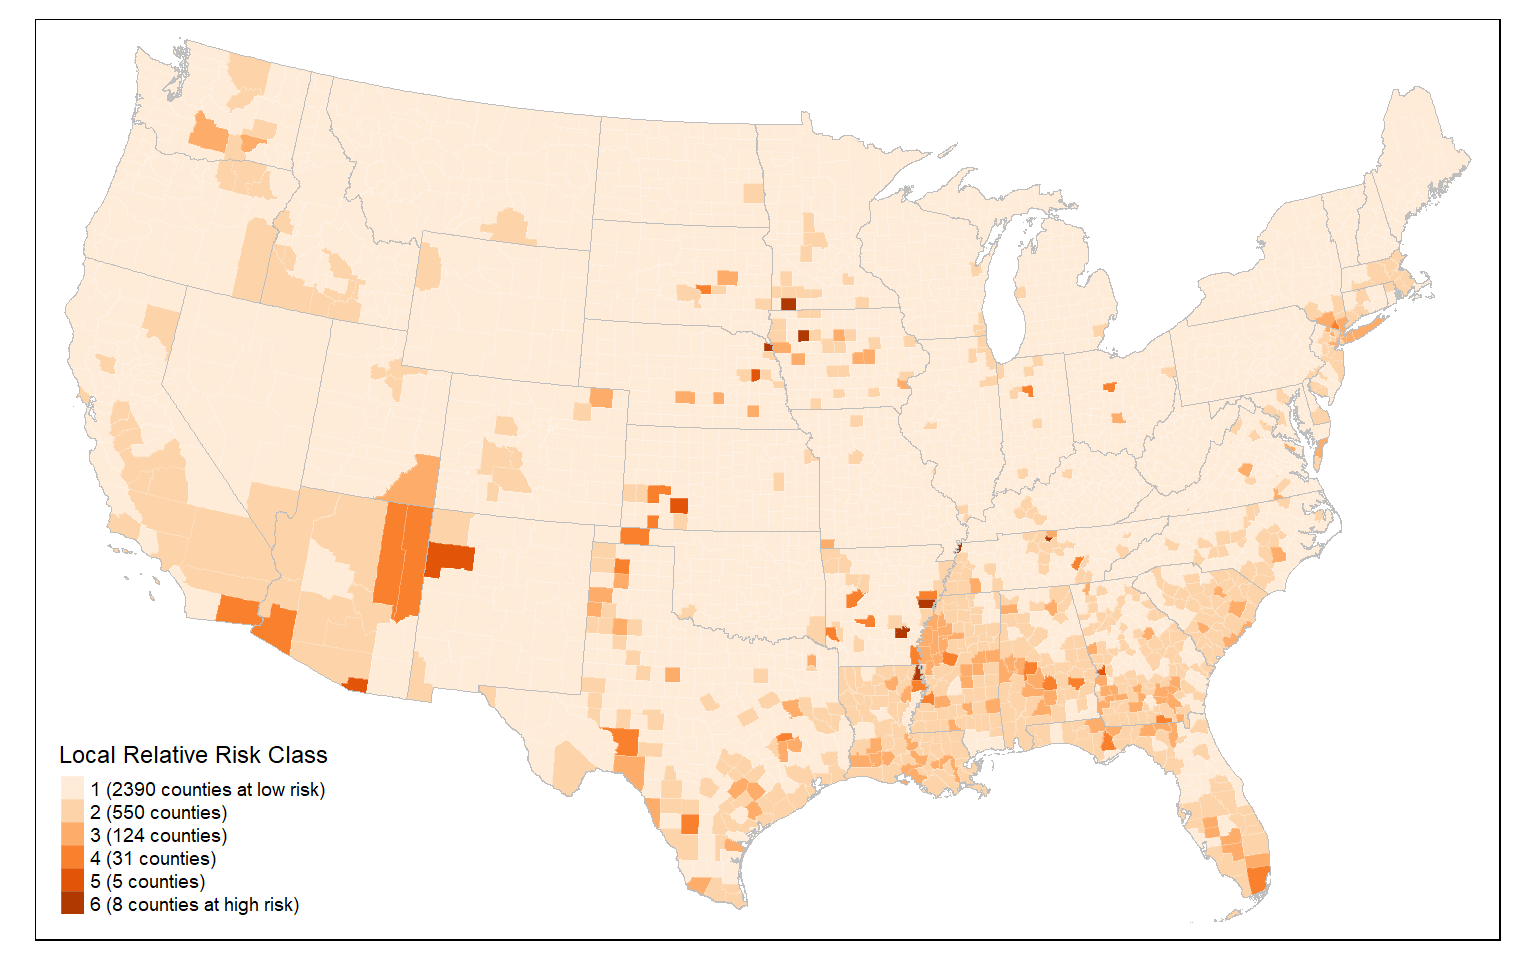 Local Relative Risk Class
1 (2390 counties at low risk)
2 (550 counties)
3 (124 counties)
4 (31 counties)
5 (5 counties)
6 (8 counties at high risk)